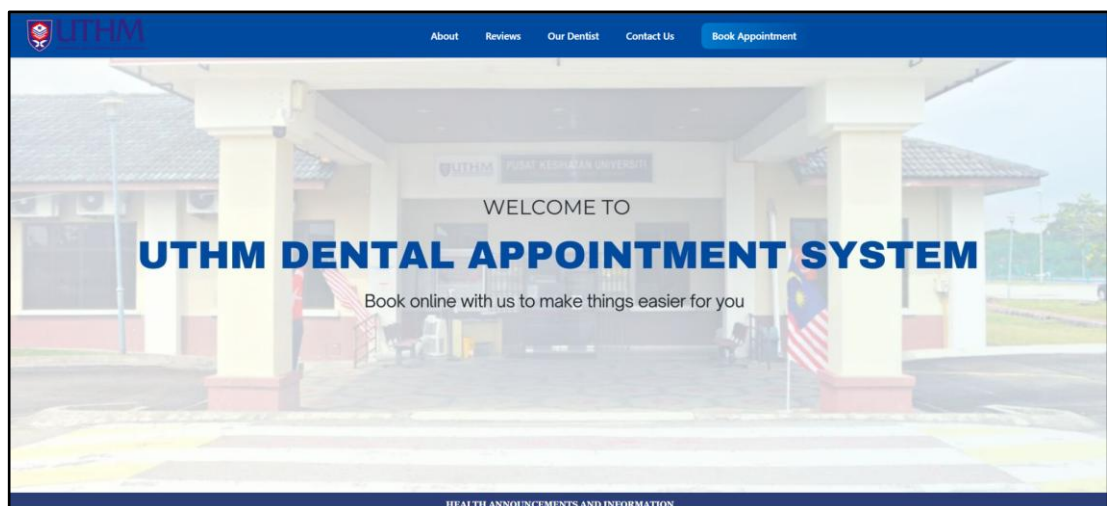 UTHM
About Reviews Our Dentist Contact Us Book Appointment
UTHM PUSAT KESIHATAN UNIVERSITI
WELCOME TO
UTHM DENTAL APPOINTMENT SYSTEM
Book online with us to make things easier for you
HEALTH ANNOUNCEMENTS AND INFORMATION